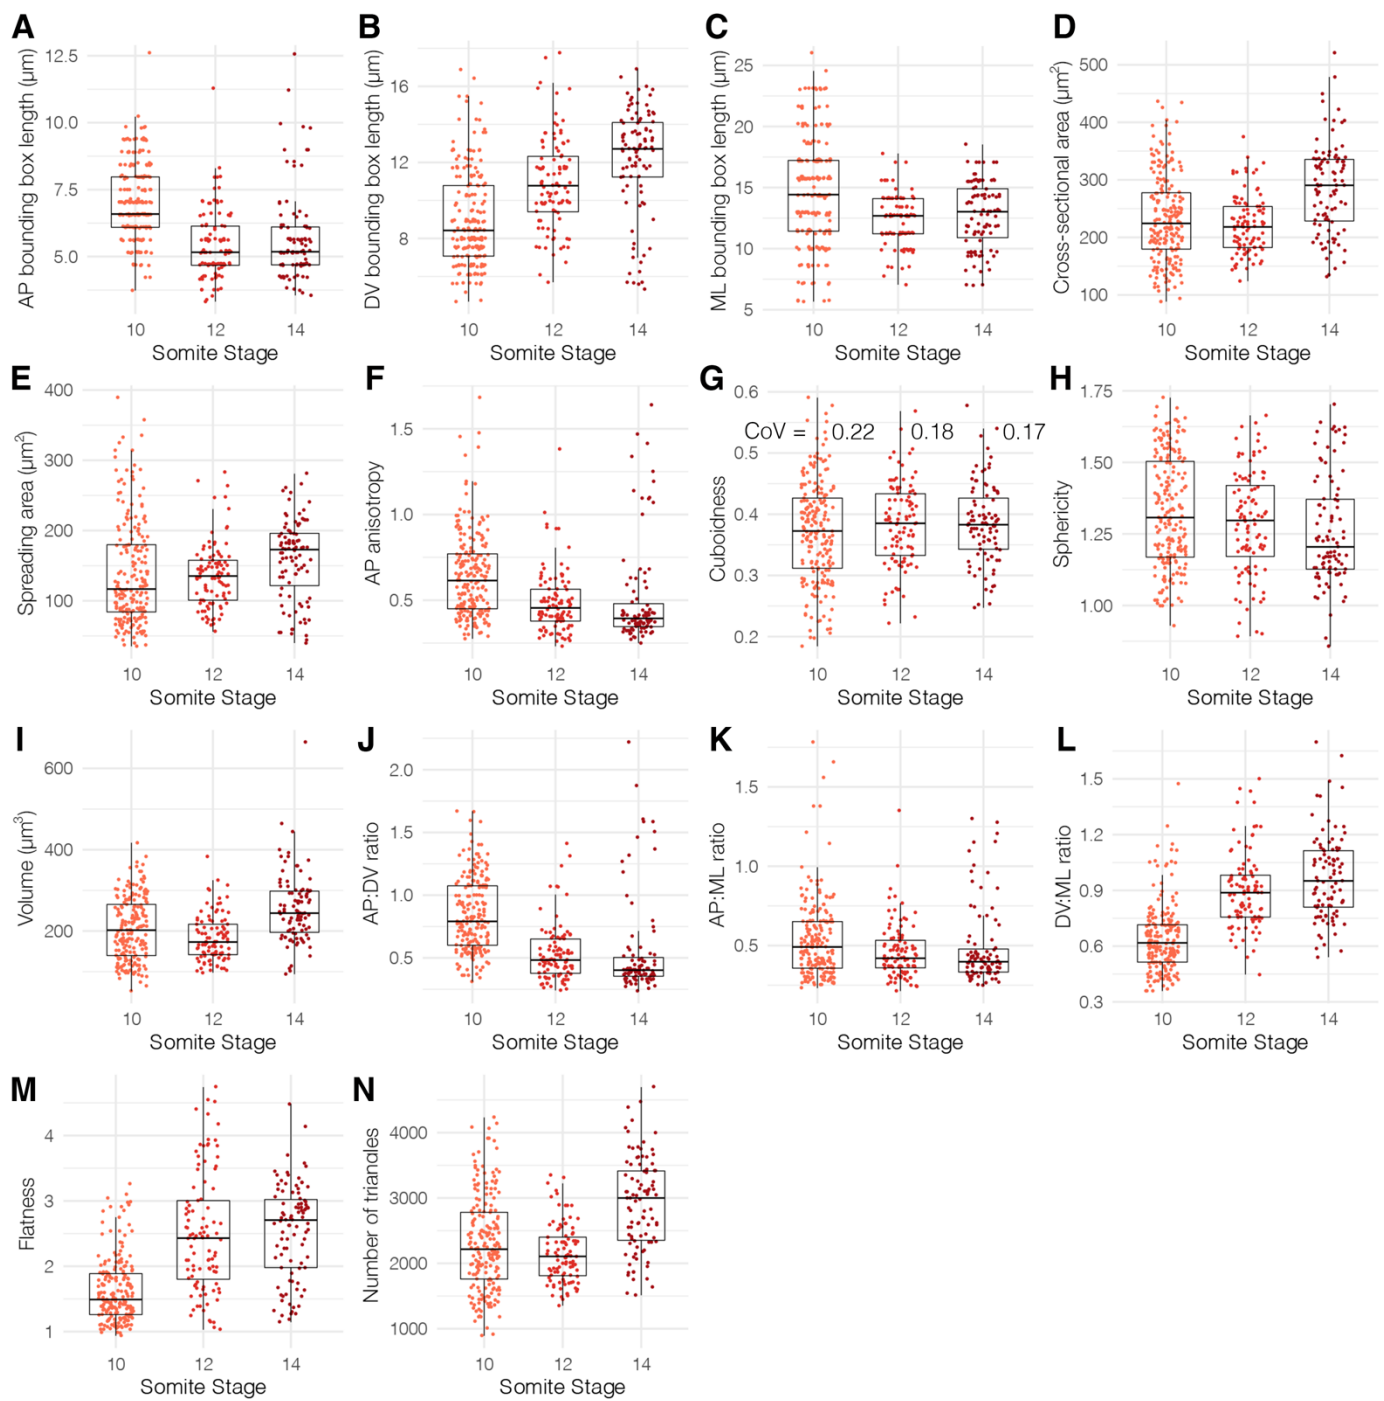 A
AP bounding box length (μm)
12.5
10.0
7.5
5.0
10 12 14
Somite Stage
B
DV bounding box length (μm)
16
12
8
10 12 14
Somite Stage
C
ML bounding box length (μm)
25
20
15
10
5
10 12 14
Somite Stage
D
Cross-sectional area (μm²)
500
400
300
200
100
10 12 14
Somite Stage
E
Spreading area (μm²)
400
300
200
100
10 12 14
Somite Stage
F
AP anisotropy
1.5
1.0
0.5
10 12 14
Somite Stage
G
Cuboidness
0.6
0.5
0.4
0.3
0.2
CoV = 0.22 0.18 0.17
10 12 14
Somite Stage
H
Sphericity
1.75
1.50
1.25
1.00
10 12 14
Somite Stage
I
Volume (μm³)
600
400
200
10 12 14
Somite Stage
J
AP:DV ratio
2.0
1.5
1.0
0.5
10 12 14
Somite Stage
K
AP:ML ratio
1.5
1.0
0.5
10 12 14
Somite Stage
L
DV:ML ratio
1.5
1.2
0.9
0.6
0.3
10 12 14
Somite Stage
M
Flatness
4
3
2
1
10 12 14
Somite Stage
N
Number of triangles
4000
3000
2000
1000
10 12 14
Somite Stage